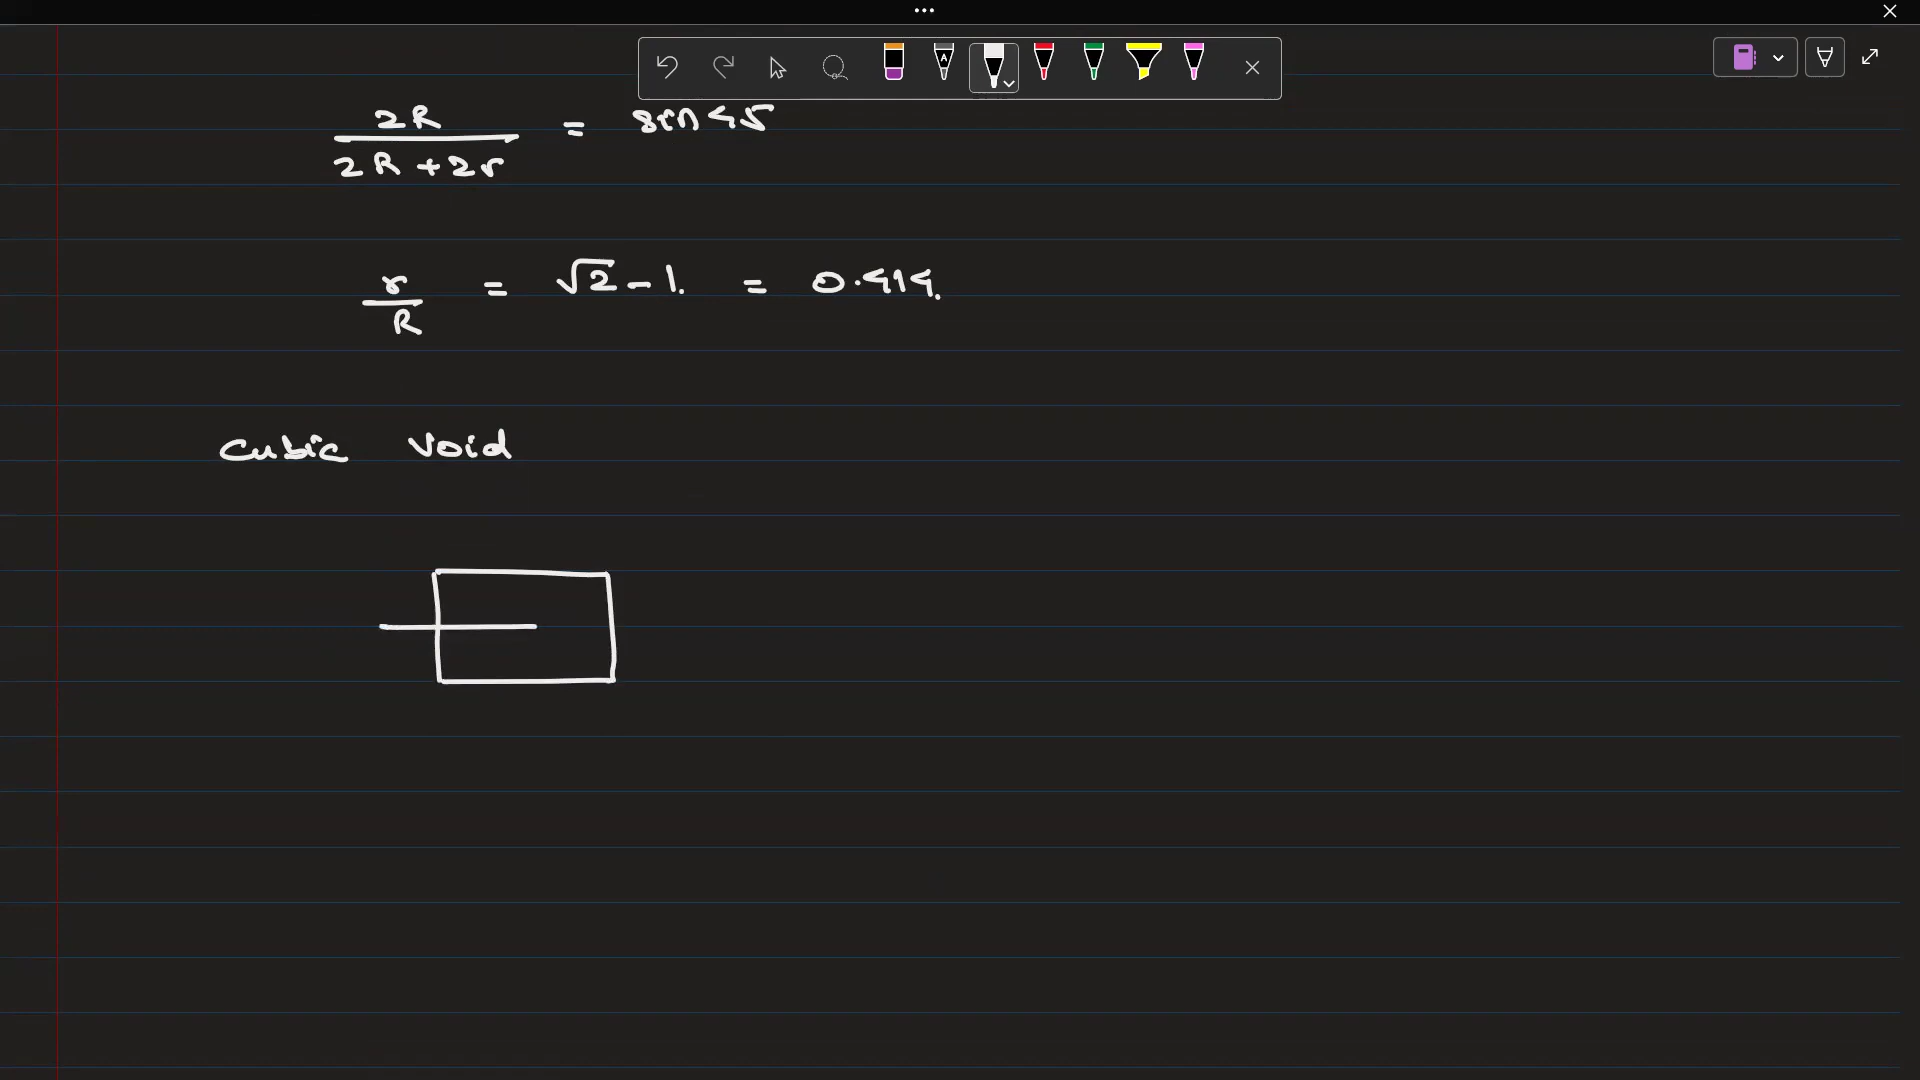 2R
―――― = sin 45
2R + 2r
r
― = √2 - 1. = 0.414.
R
Cubic Void